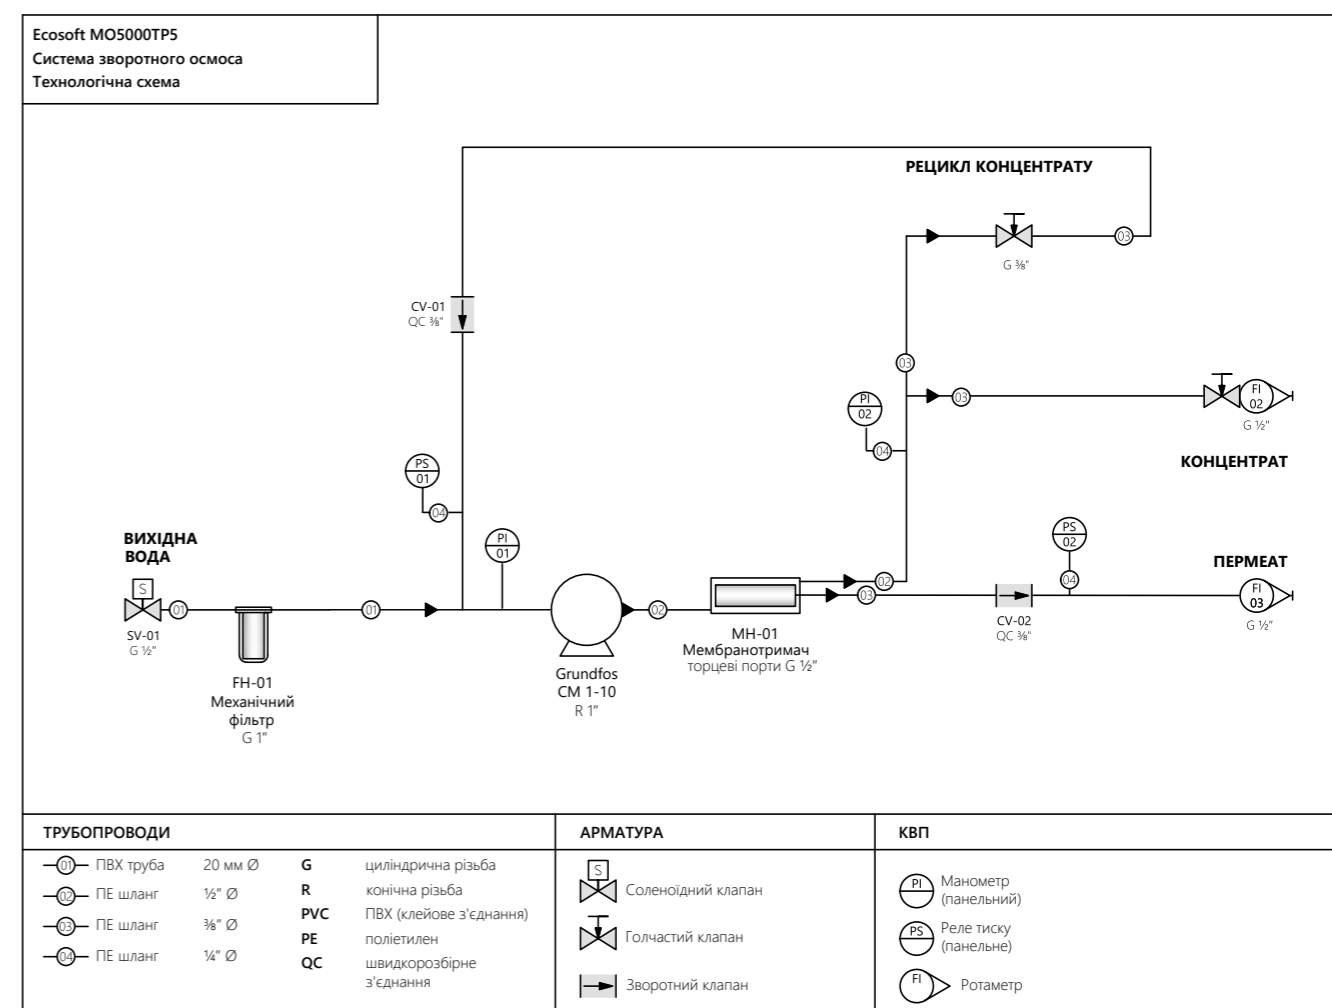 Ecosoft MO5000TP5
Система зворотного осмоса
Технологічна схема
РЕЦИКЛ КОНЦЕНТРАТУ
03
G ⅜"
CV-01
QC ⅜"
03
PI
02
03
FI
02
G ½"
04
КОНЦЕНТРАТ
PS
01
04
ВИХІДНА
ВОДА
PI
01
PS
02
ПЕРМЕАТ
S
01
01
02
02
03
04
FI
03
G ½"
SV-01
G ½"
CV-02
QC ⅜"
FH-01
Механічний
фільтр
G 1"
Grundfos
CM 1-10
R 1"
MH-01
Мембранотримач
торцеві порти G ½"
ТРУБОПРОВОДИ
01 ПВХ труба 20 мм Ø
02 ПЕ шланг ½" Ø
03 ПЕ шланг ⅜" Ø
04 ПЕ шланг ¼" Ø
G циліндрична різьба
R конічна різьба
PVC ПВХ (клейове з'єднання)
PE поліетилен
QC швидкорозбірне
з'єднання
АРМАТУРА
S
Соленоїдний клапан
Голчастий клапан
Зворотний клапан
КВП
PI
Манометр
(панельний)
PS
Реле тиску
(панельне)
FI
Ротаметр